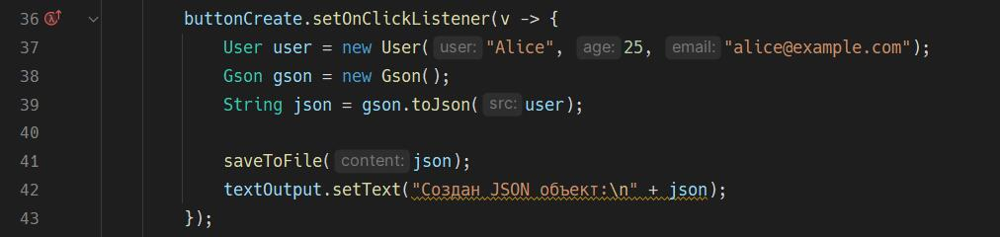 36 buttonCreate.setOnClickListener(v -> {
37 User user = new User( user: "Alice", age: 25, email: "alice@example.com");
38 Gson gson = new Gson();
39 String json = gson.toJson( src: user);
40
41 saveToFile( content: json);
42 textOutput.setText("Создан JSON объект:\n" + json);
43 });